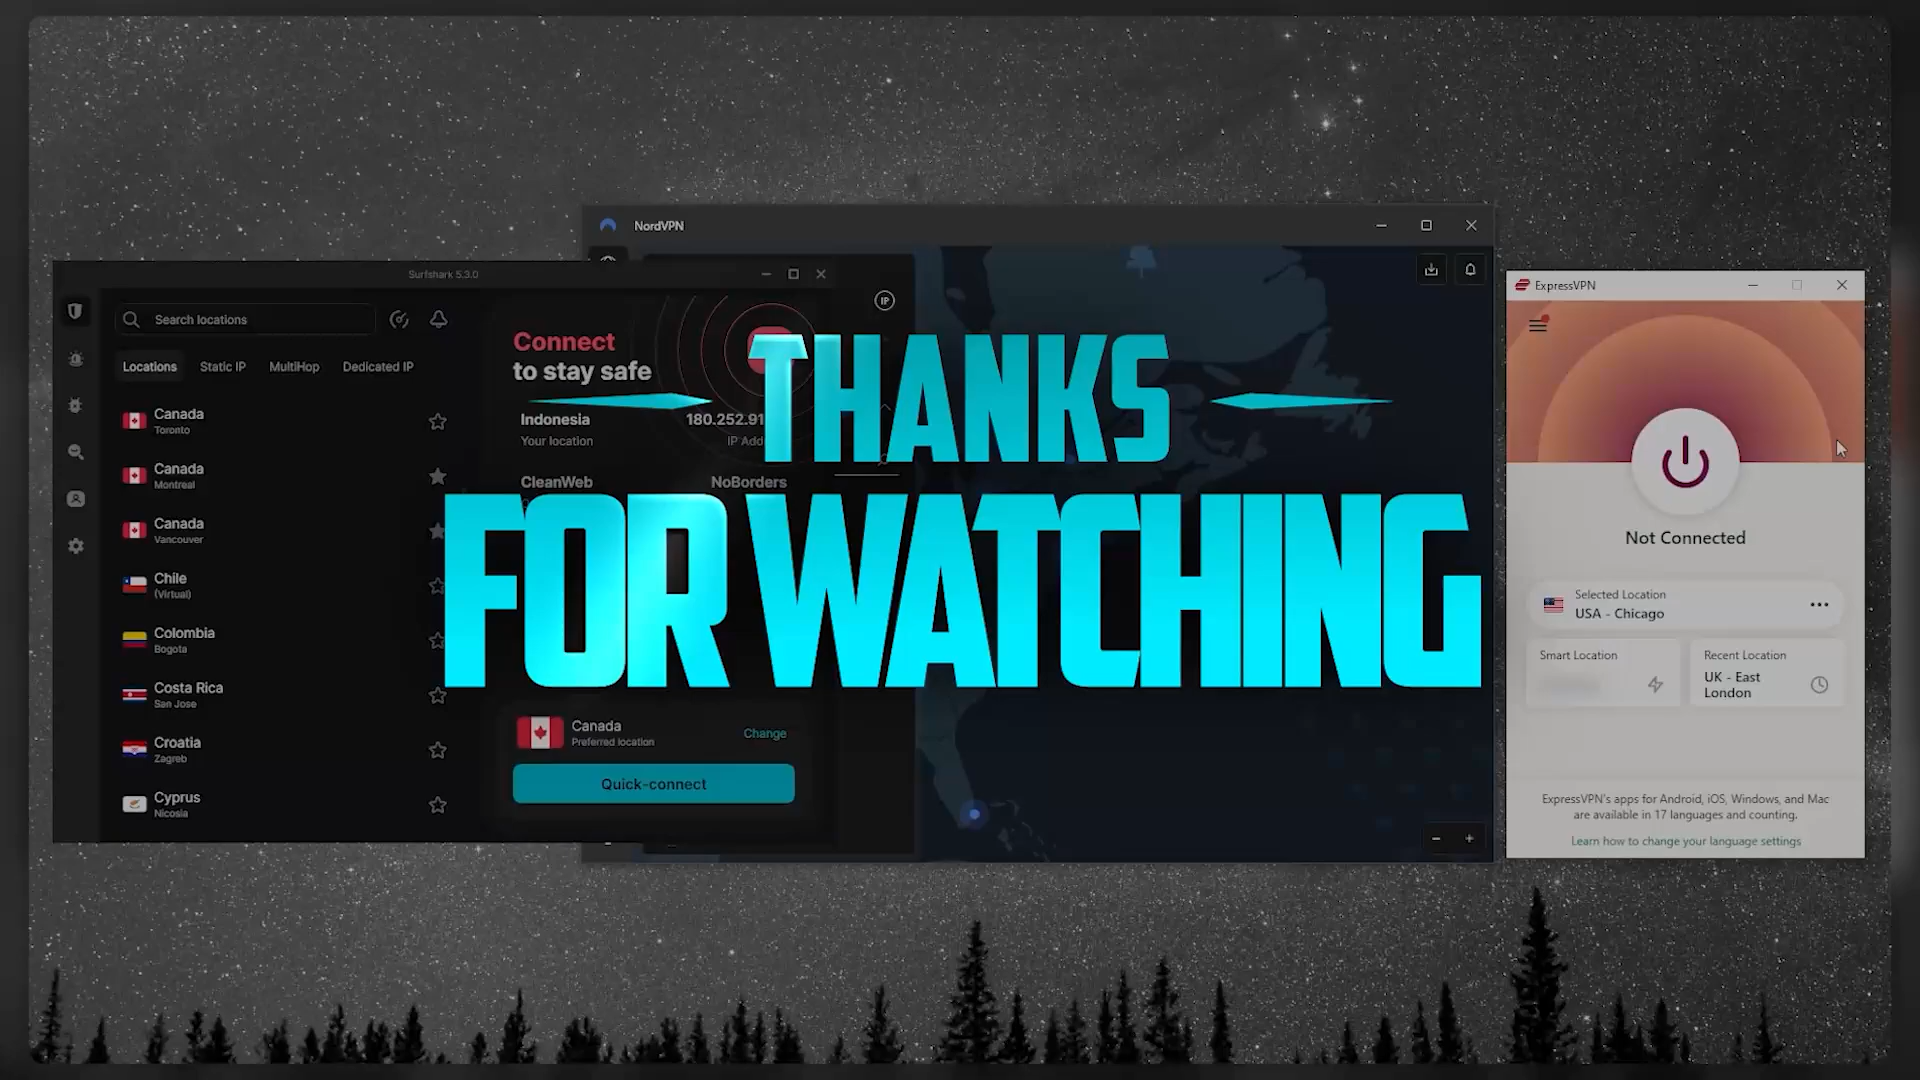 NordVPN
Surfshark 5.3.0
Search locations
Locations Static IP MultiHop Dedicated IP
Canada
Toronto
Canada
Montreal
Canada
Vancouver
Chile
(Virtual)
Colombia
Bogota
Costa Rica
San Jose
Croatia
Zagreb
Cyprus
Nicosia
IP
Connect
to stay safe
Indonesia 180.252.91
Your location IP
CleanWeb NoBorders
THANKS
FOR WATCHING
Canada
Preferred location
Change
Quick-connect
ExpressVPN
Not Connected
Selected Location
USA - Chicago
Smart Location
Recent Location
UK - East
London
ExpressVPN's apps for Android, iOS, Windows, and Mac
are available in 17 languages and counting.
Learn how to change your language settings